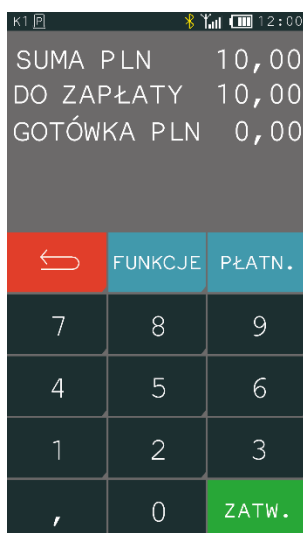 K1 P 12:00
SUMA PLN 10,00
DO ZAPŁATY 10,00
GOTÓWKA PLN 0,00
FUNKCJE PŁATN.
7 8 9
4 5 6
1 2 3
, 0 ZATW.